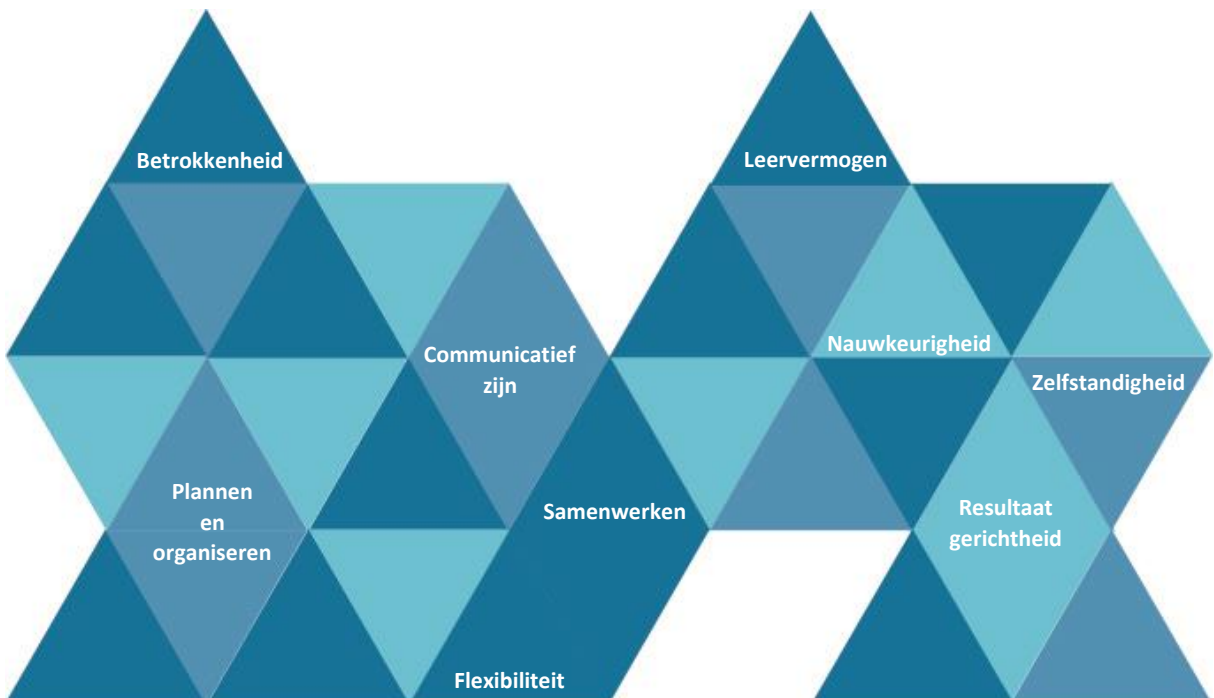 Betrokkenheid
Leervermogen
Communicatief
zijn
Nauwkeurigheid
Zelfstandigheid
Plannen
en
organiseren
Samenwerken
Resultaat
gerichtheid
Flexibiliteit